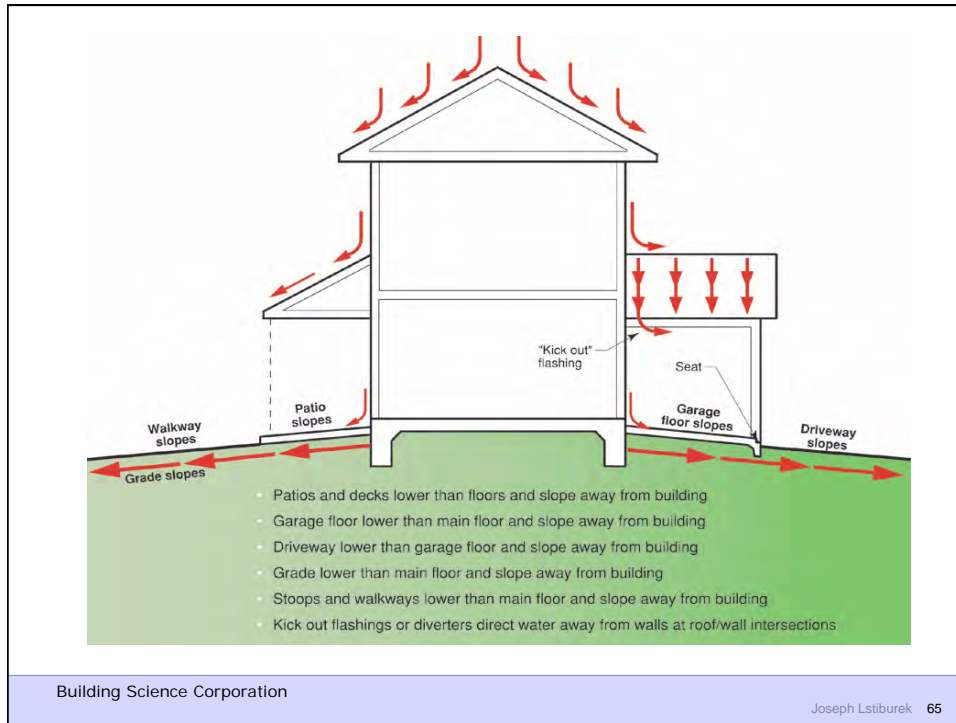 "Kick out"
flashing
Seat
Patio
slopes
Walkway
slopes
Grade slopes
Garage
floor slopes
Driveway
slopes
• Patios and decks lower than floors and slope away from building
• Garage floor lower than main floor and slope away from building
• Driveway lower than garage floor and slope away from building
• Grade lower than main floor and slope away from building
• Stoops and walkways lower than main floor and slope away from building
• Kick out flashings or diverters direct water away from walls at roof/wall intersections
Building Science Corporation
Joseph Lstiburek 65